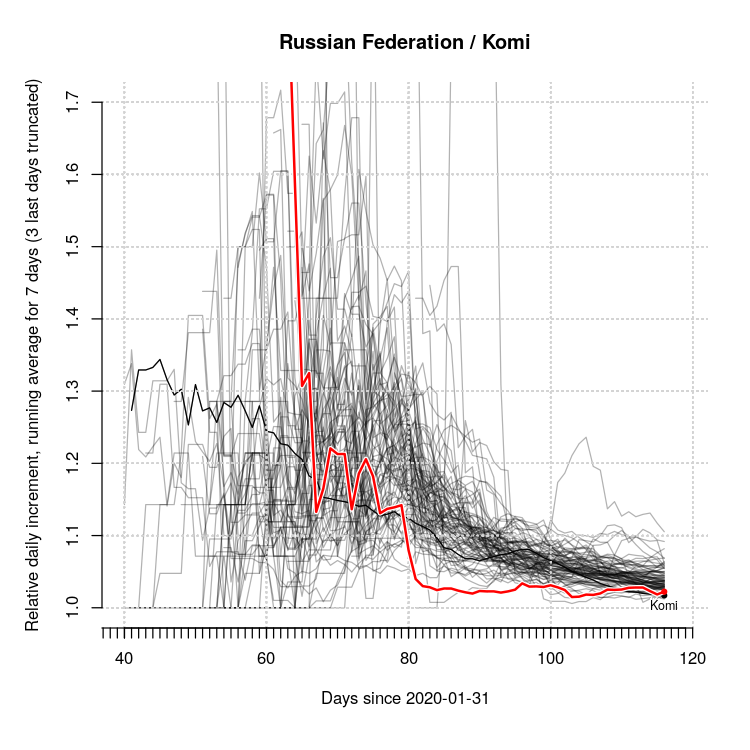 Russian Federation / Komi
Relative daily increment, running average for 7 days (3 last days truncated)
1.7
1.6
1.5
1.4
1.3
1.2
1.1
1.0
Komi
40 60 80 100 120
Days since 2020-01-31